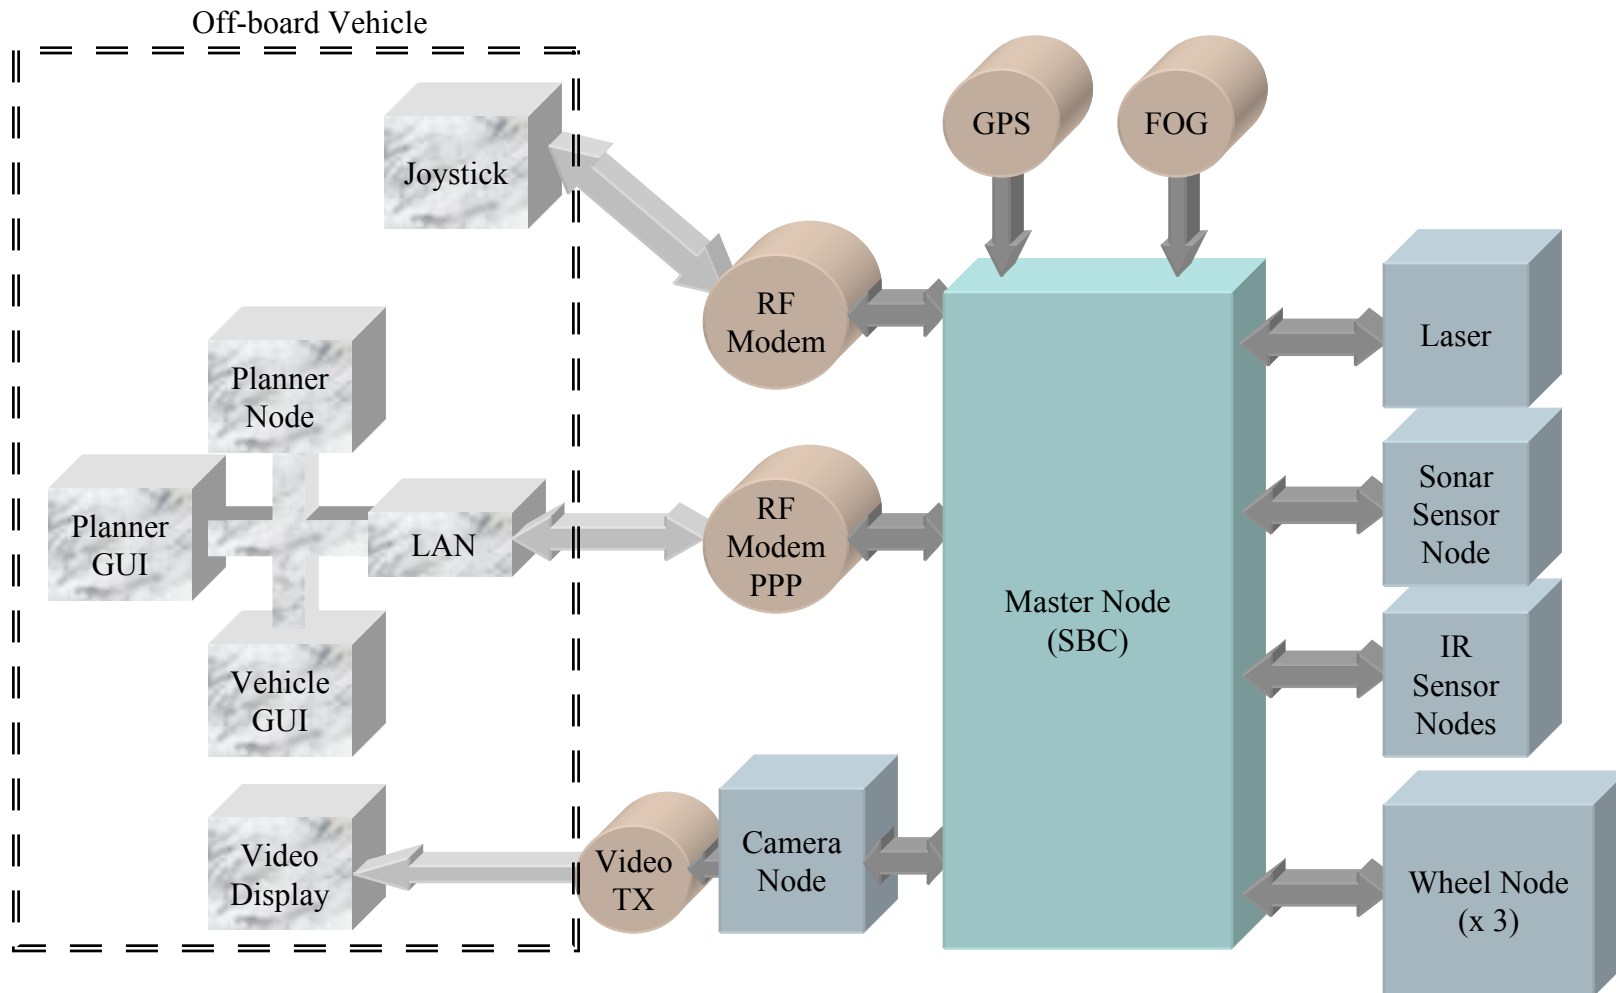 Off-board Vehicle
GPS
FOG
Joystick
RF
Modem
Laser
Planner
Node
Planner
GUI
LAN
RF
Modem
PPP
Sonar
Sensor
Node
Master Node
(SBC)
IR
Sensor
Nodes
Vehicle
GUI
Video
Display
Video
TX
Camera
Node
Wheel Node
(x 3)